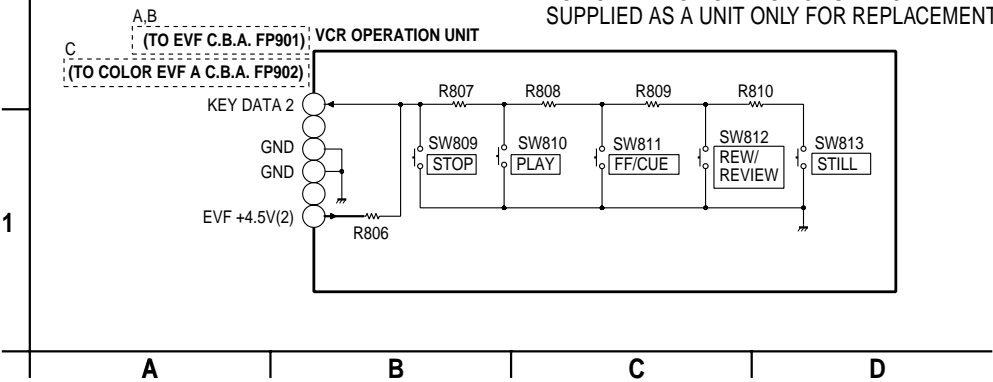 SUPPLIED AS A UNIT ONLY FOR REPLACEMENT
A,B
(TO EVF C.B.A. FP901)
VCR OPERATION UNIT
C
(TO COLOR EVF A C.B.A. FP902)
KEY DATA 2
R807
R808
R809
R810
GND
SW809
STOP
SW810
PLAY
SW811
FF/CUE
SW812
REW/
REVIEW
SW813
STILL
GND
1
EVF +4.5V(2)
R806
A
B
C
D